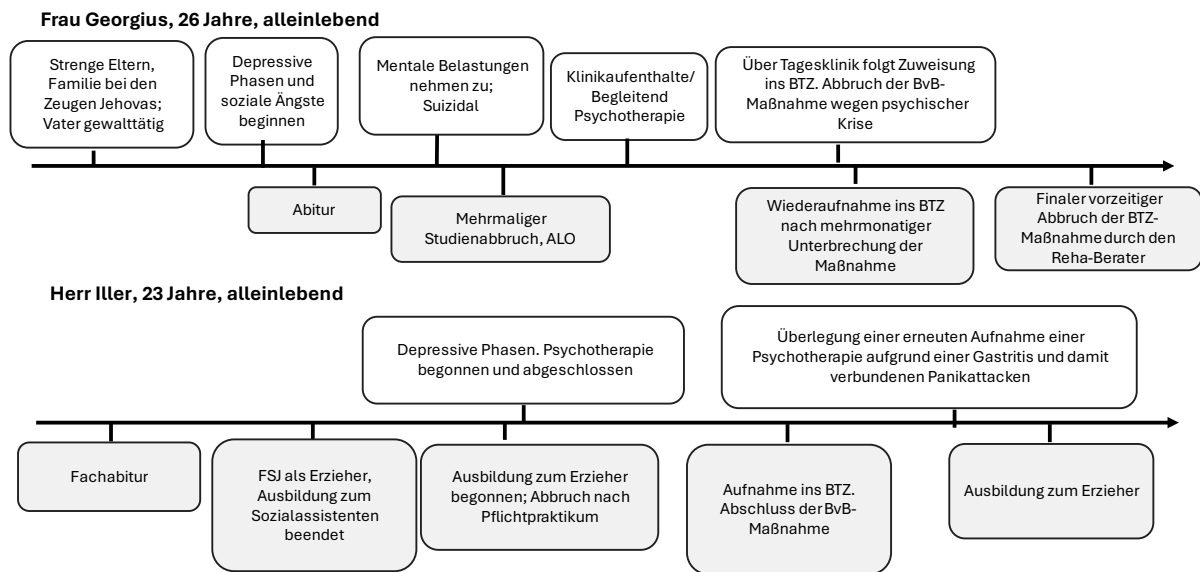 Frau Georgius, 26 Jahre, alleinlebend
Strenge Eltern,
Familie bei den
Zeugen Jehovas;
Vater gewalttätig
Depressive
Phasen und
soziale Ängste
beginnen
Mentale Belastungen
nehmen zu;
Suizidal
Klinikaufenthalte/
Begleitend
Psychotherapie
Über Tagesklinik folgt Zuweisung
ins BTZ. Abbruch der BvB-
Maßnahme wegen psychischer
Krise
Abitur
Mehrmaliger
Studienabbruch, ALO
Wiederaufnahme ins BTZ
nach mehrmonatiger
Unterbrechung der
Maßnahme
Finaler vorzeitiger
Abbruch der BTZ-
Maßnahme durch den
Reha-Berater
Herr Iller, 23 Jahre, alleinlebend
Depressive Phasen. Psychotherapie
begonnen und abgeschlossen
Überlegung einer erneuten Aufnahme einer
Psychotherapie aufgrund einer Gastritis und damit
verbundenen Panikattacken
Fachabitur
FSJ als Erzieher,
Ausbildung zum
Sozialassistenten
beendet
Ausbildung zum Erzieher
begonnen; Abbruch nach
Pflichtpraktikum
Aufnahme ins BTZ.
Abschluss der BvB-
Maßnahme
Ausbildung zum Erzieher